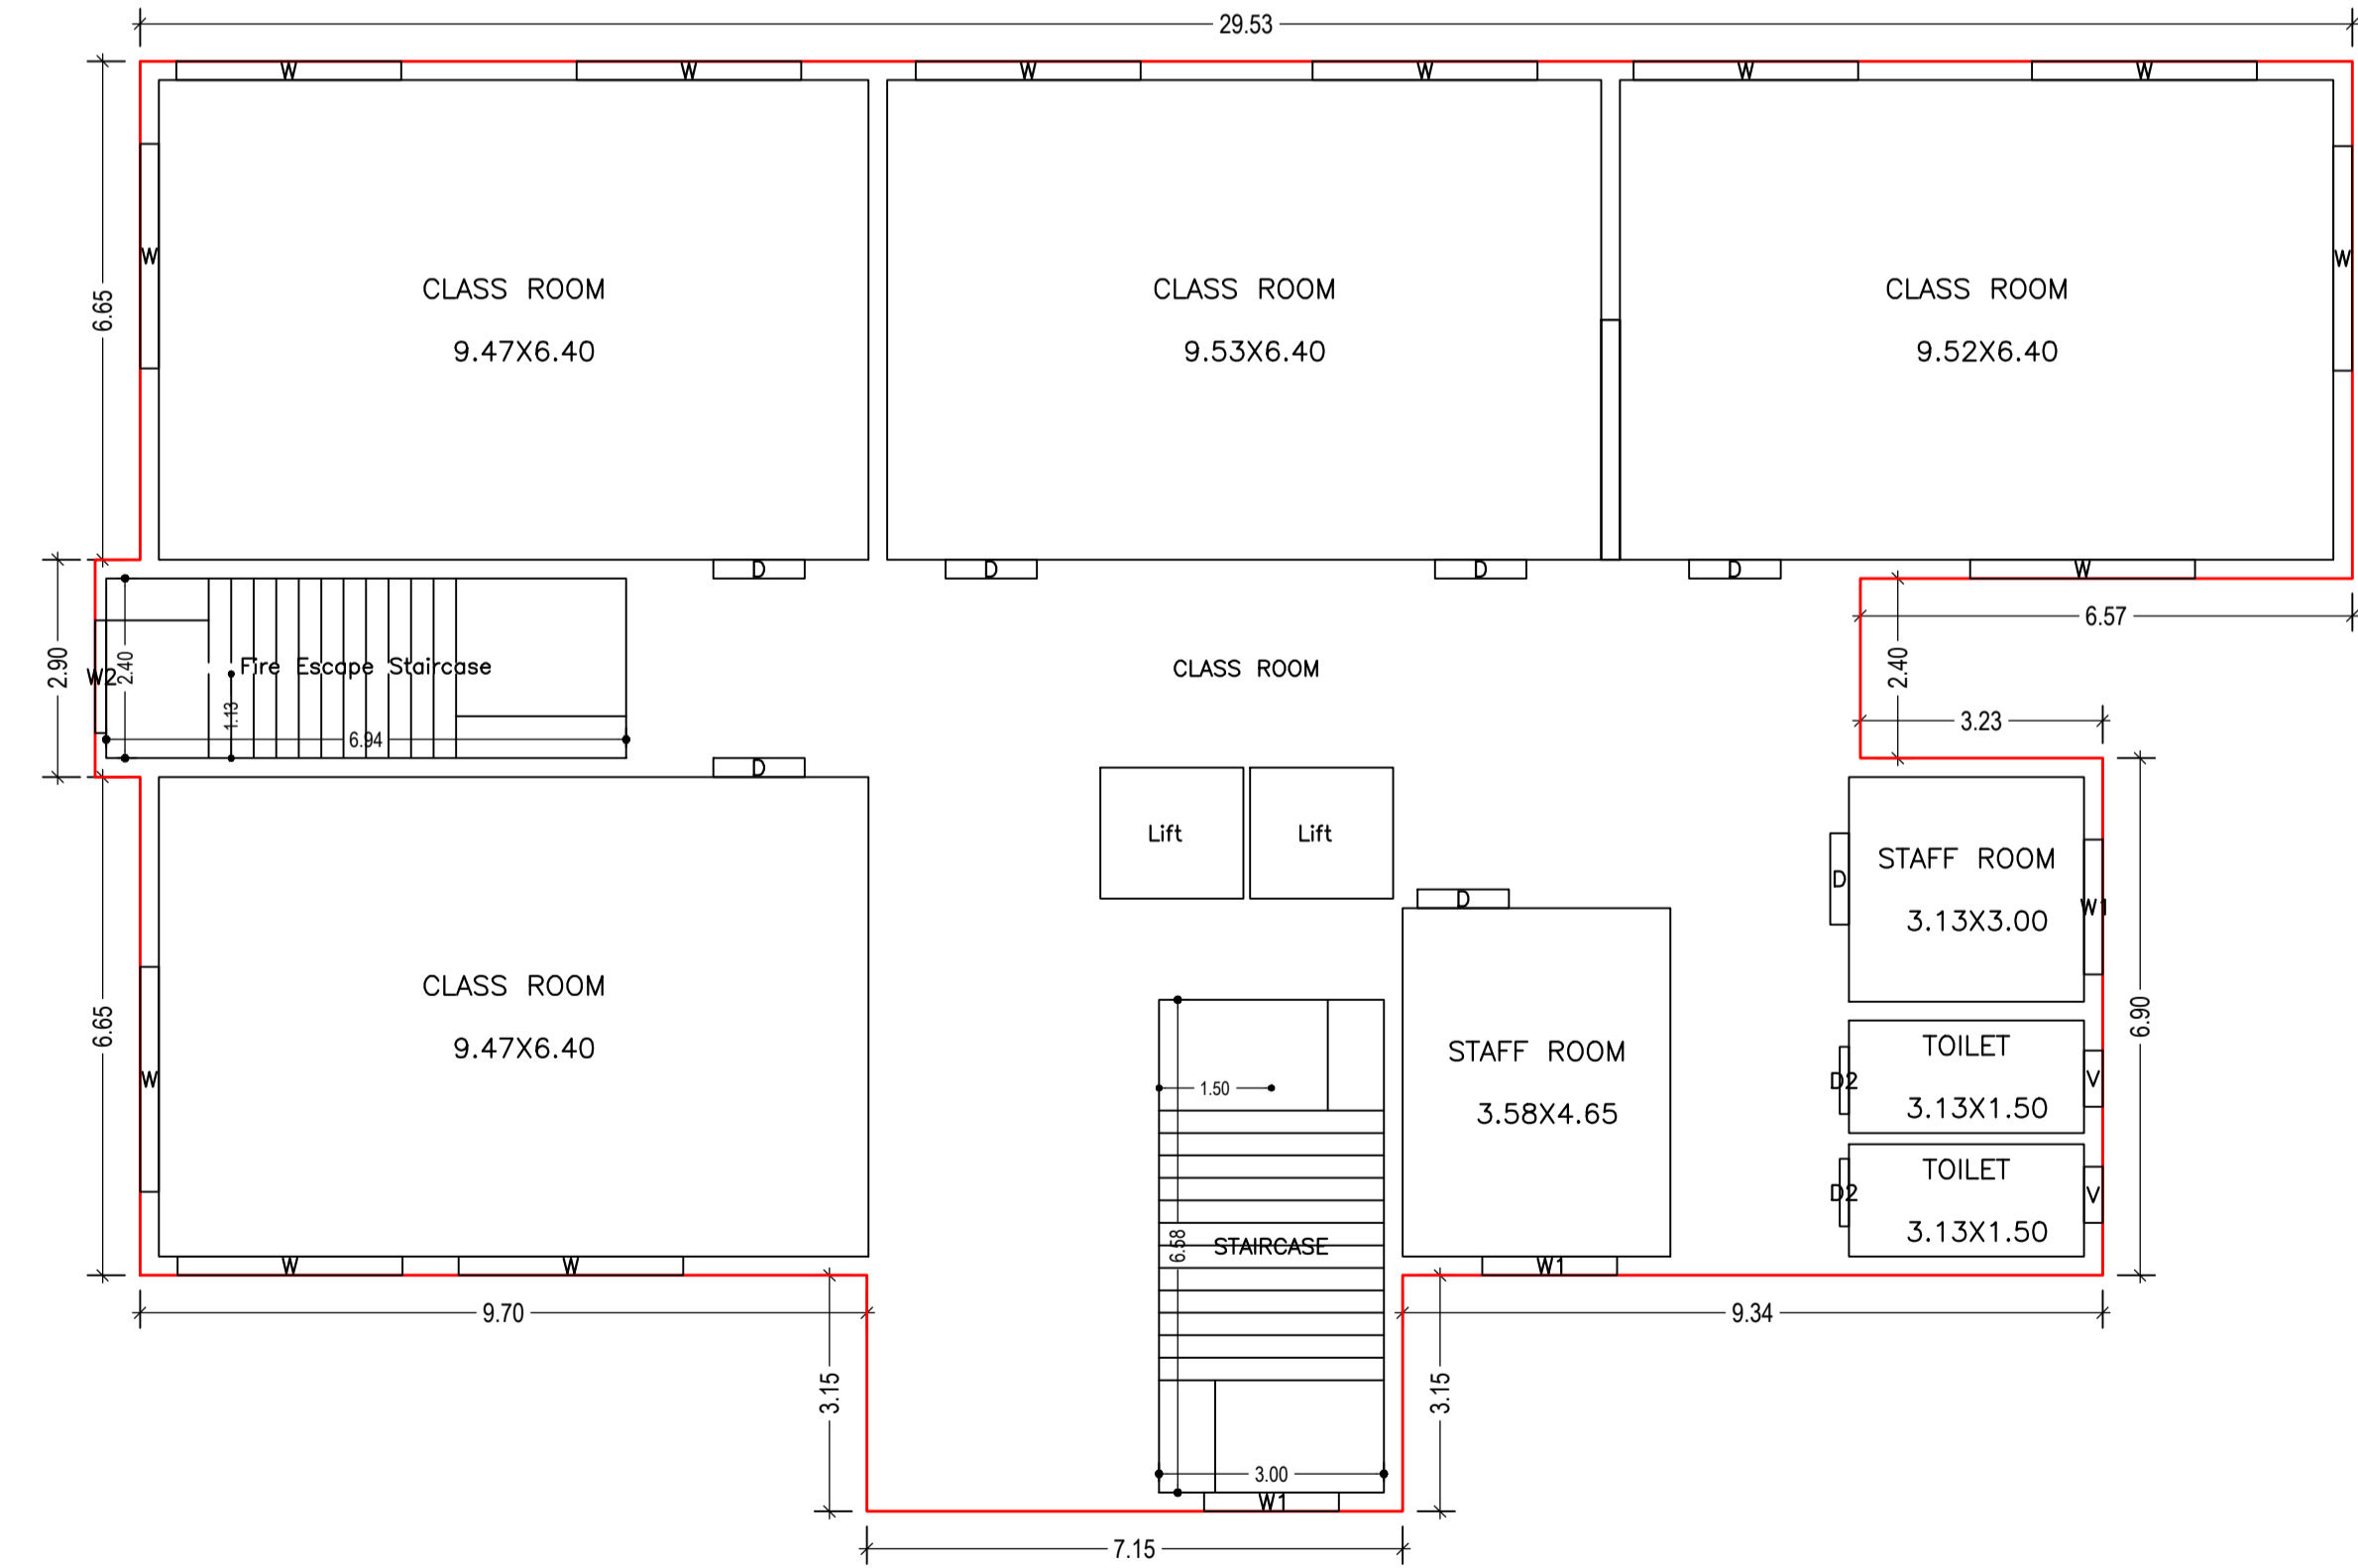 29.53
W W W W W W
W W
6.65
CLASS ROOM CLASS ROOM CLASS ROOM
9.47X6.40 9.53X6.40 9.52X6.40
D D D D W
6.57
2.90
W2
2.40
Fire Escape Staircase
1.13
6.94
CLASS ROOM
2.40
3.23
D
Lift Lift
STAFF ROOM
D
3.13X3.00
W1
D
6.65
CLASS ROOM
9.47X6.40
W
6.90
STAFF ROOM
3.58X4.65
TOILET
D2 V
3.13X1.50
1.50
TOILET
D2 V
3.13X1.50
6.58
STAIRCASE
W W W1
9.70 9.34
3.15 3.15
3.00
W1
7.15